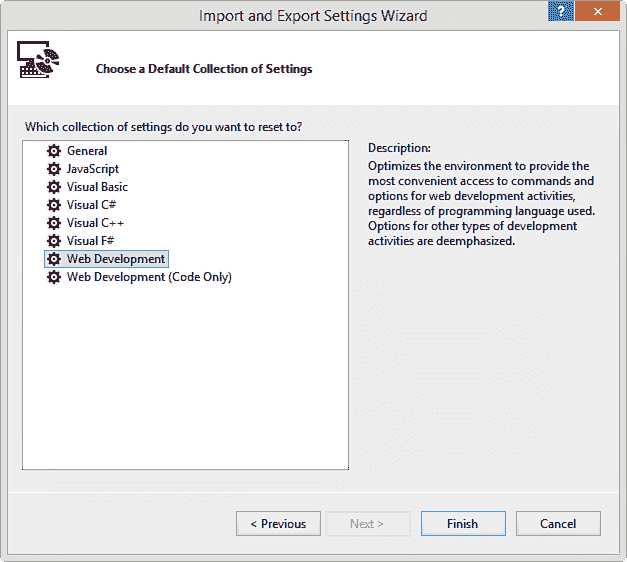 Import and Export Settings Wizard
?
Choose a Default Collection of Settings
Which collection of settings do you want to reset to?
General
JavaScript
Visual Basic
Visual C#
Visual C++
Visual F#
Web Development
Web Development (Code Only)
Description:
Optimizes the environment to provide the
most convenient access to commands and
options for web development activities,
regardless of programming language used.
Options for other types of development
activities are deemphasized.
< Previous
Next >
Finish
Cancel